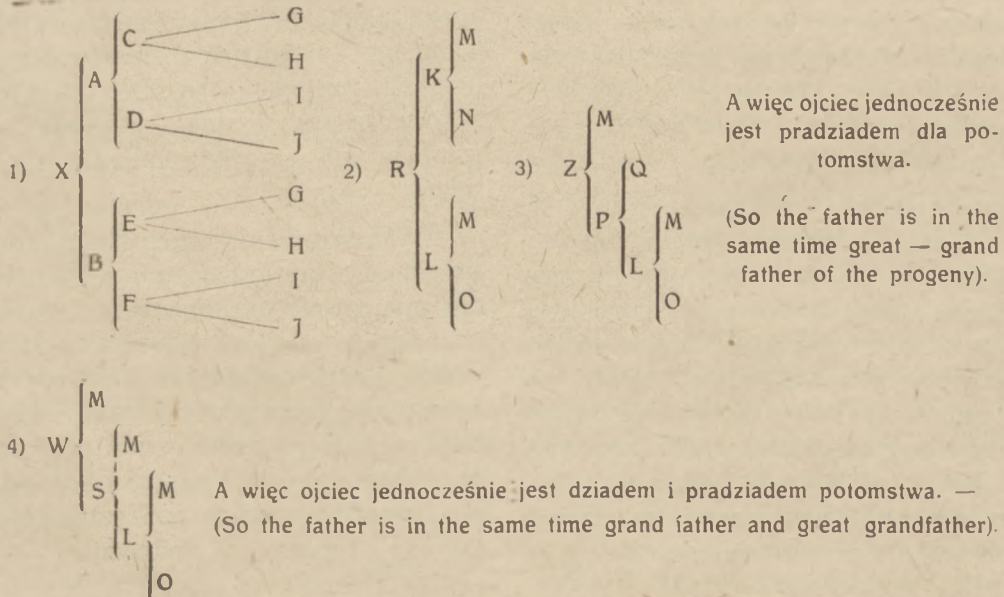 1) X
A
B
C
D
E
F
G
H
I
J
G
H
I
J
2) R
K
L
M
N
M
O
3) Z
M
P
Q
L
M
O
A więc ojciec jednocześnie
jest pradziadem dla po-
tomstwa.
(So the father is in the
same time great — grand
father of the progeny).
4) W
M
S
M
L
M
O
A więc ojciec jednocześnie jest dziadem i pradziadem potomstwa. —
(So the father is in the same time grand father and great grandfather).